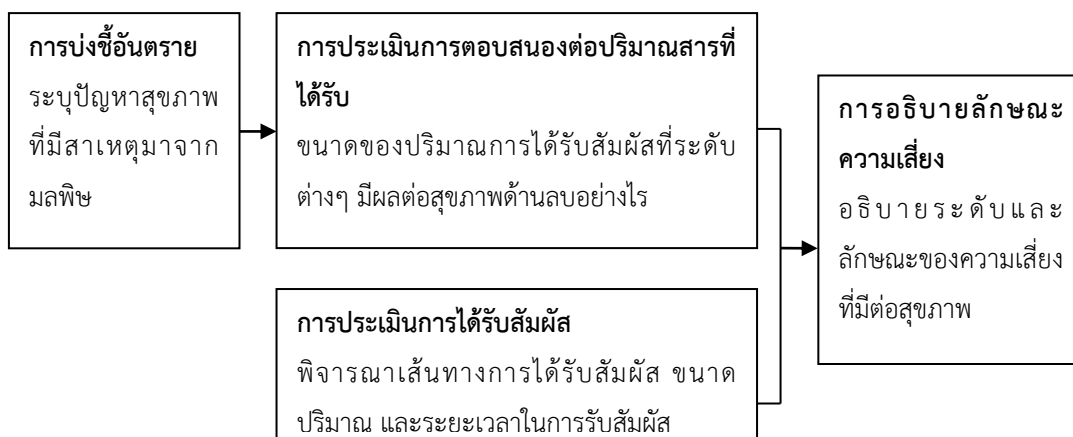 การบ่งชี้อันตราย
ระบุปัญหาสุขภาพ
ที่มีสาเหตุมาจาก
มลพิษ
การประเมินการตอบสนองต่อปริมาณสารที่
ได้รับ
ขนาดของปริมาณการได้รับสัมผัสที่ระดับ
ต่างๆ มีผลต่อสุขภาพด้านลบอย่างไร
การประเมินการได้รับสัมผัส
พิจารณาเส้นทางการได้รับสัมผัส ขนาด
ปริมาณ และระยะเวลาในการรับสัมผัส
การอธิบายลักษณะ
ความเสี่ยง
อธิบายระดับและ
ลักษณะของความเสี่ยง
ที่มีต่อสุขภาพ